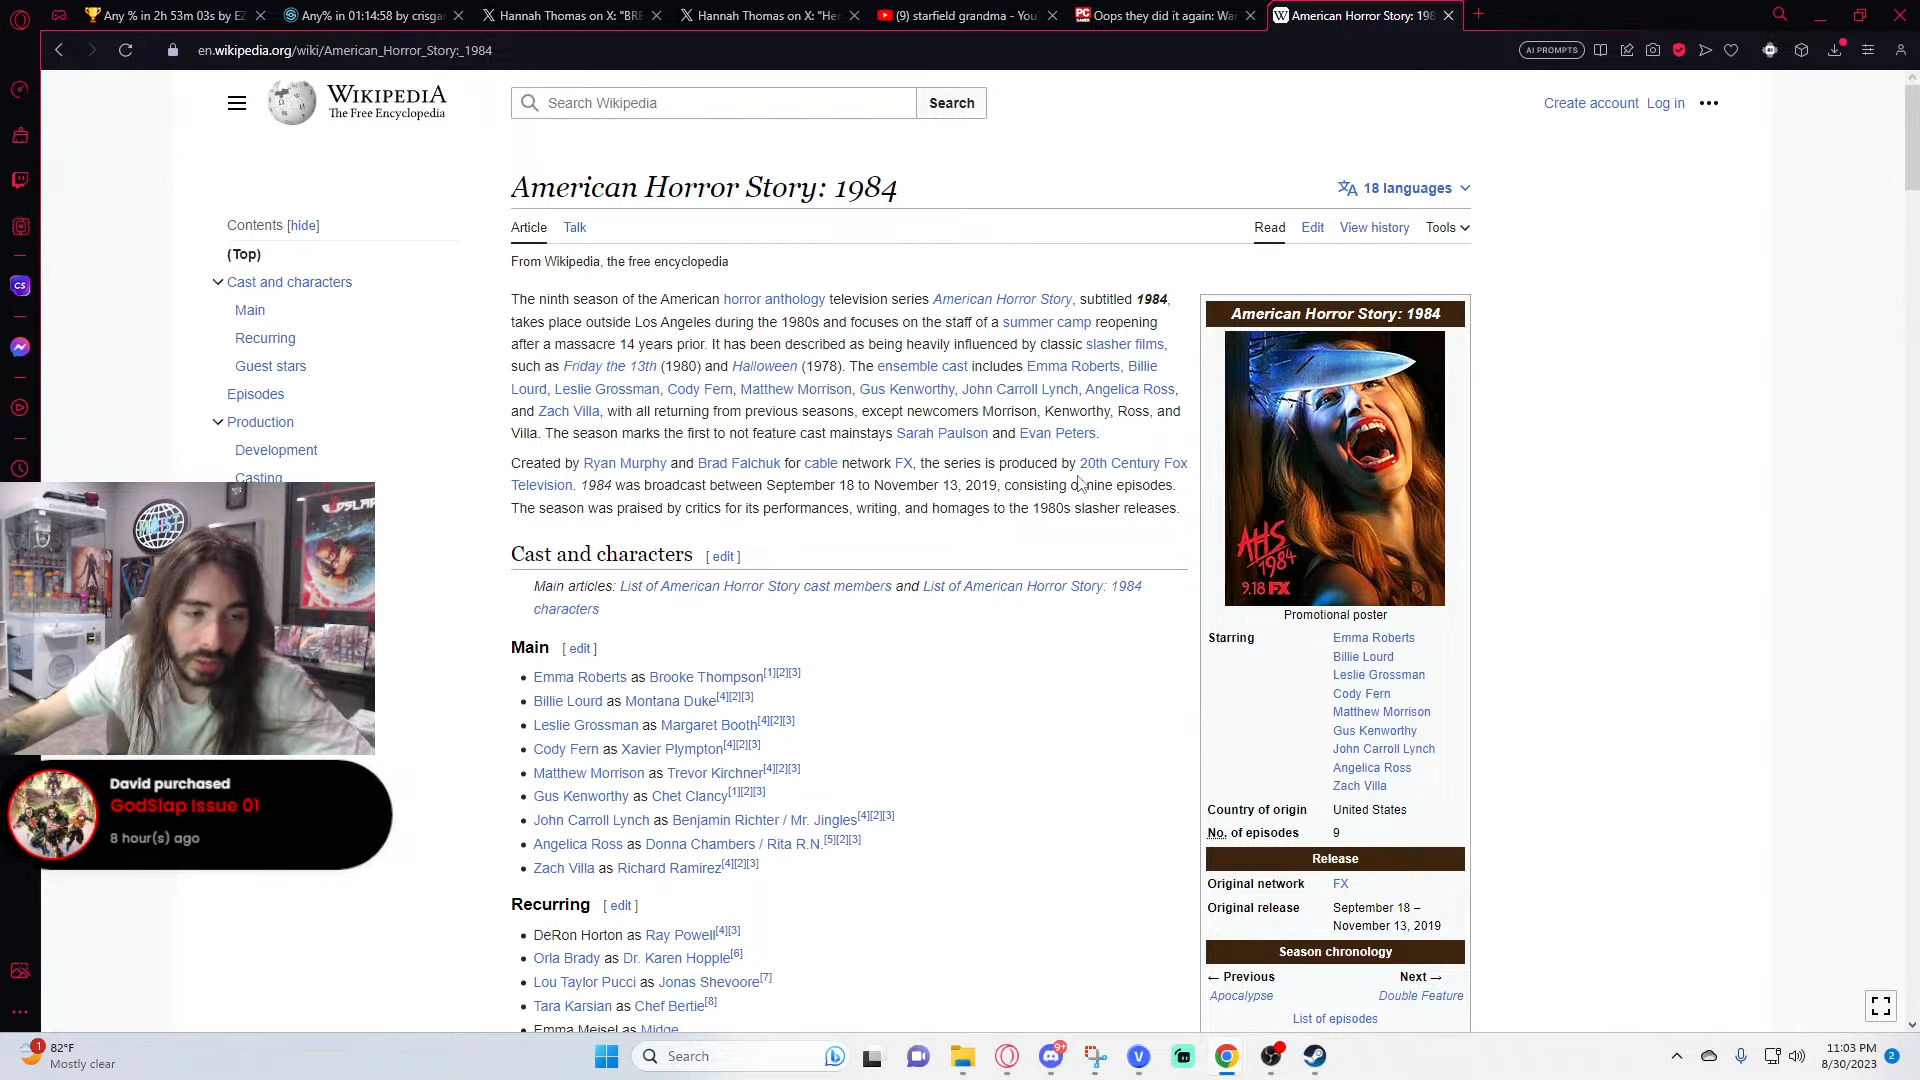 Any % in 2h 53m 03s by EZ
Any% in 01:14:58 by crisgar
Hannah Thomas on X: "BRE
Hannah Thomas on X: "Her
(9) starfield grandma - You
Oops they did it again: War
American Horror Story: 198
en.wikipedia.org/wiki/American_Horror_Story:_1984
AI PROMPTS
WIKIPEDIA
The Free Encyclopedia
Search Wikipedia
Search
Create account
Log in
American Horror Story: 1984
18 languages
Contents [hide]
(Top)
Cast and characters
Main
Recurring
Guest stars
Episodes
Production
Development
Casting
Article
Talk
Read
Edit
View history
Tools
From Wikipedia, the free encyclopedia
The ninth season of the American horror anthology television series American Horror Story, subtitled 1984,
takes place outside Los Angeles during the 1980s and focuses on the staff of a summer camp reopening
after a massacre 14 years prior. It has been described as being heavily influenced by classic slasher films,
such as Friday the 13th (1980) and Halloween (1978). The ensemble cast includes Emma Roberts, Billie
Lourd, Leslie Grossman, Cody Fern, Matthew Morrison, Gus Kenworthy, John Carroll Lynch, Angelica Ross,
and Zach Villa, with all returning from previous seasons, except newcomers Morrison, Kenworthy, Ross, and
Villa. The season marks the first to not feature cast mainstays Sarah Paulson and Evan Peters.
Created by Ryan Murphy and Brad Falchuk for cable network FX, the series is produced by 20th Century Fox
Television. 1984 was broadcast between September 18 to November 13, 2019, consisting of nine episodes.
The season was praised by critics for its performances, writing, and homages to the 1980s slasher releases.
Cast and characters [ edit ]
Main articles: List of American Horror Story cast members and List of American Horror Story: 1984
characters
Main [ edit ]
Emma Roberts as Brooke Thompson[1][2][3]
Billie Lourd as Montana Duke[4][2][3]
Leslie Grossman as Margaret Booth[4][2][3]
Cody Fern as Xavier Plympton[4][2][3]
Matthew Morrison as Trevor Kirchner[4][2][3]
Gus Kenworthy as Chet Clancy[1][2][3]
John Carroll Lynch as Benjamin Richter / Mr. Jingles[4][2][3]
Angelica Ross as Donna Chambers / Rita R.N.[5][2][3]
Zach Villa as Richard Ramirez[4][2][3]
Recurring [ edit ]
DeRon Horton as Ray Powell[4][3]
Orla Brady as Dr. Karen Hopple[6]
Lou Taylor Pucci as Jonas Shevoore[7]
Tara Karsian as Chef Bertie[8]
Emma Meisel as Midge
American Horror Story: 1984
AHS
1984
9.18 FX
Promotional poster
Starring
Emma Roberts
Billie Lourd
Leslie Grossman
Cody Fern
Matthew Morrison
Gus Kenworthy
John Carroll Lynch
Angelica Ross
Zach Villa
Country of origin United States
No. of episodes 9
Release
Original network FX
Original release September 18 –
November 13, 2019
Season chronology
← Previous Next →
Apocalypse Double Feature
List of episodes
MOIST
GODSLAP
David purchased
GodSlap Issue 01
8 hour(s) ago
CS
1
82°F
Mostly clear
Search
9+
11:03 PM
8/30/2023
2